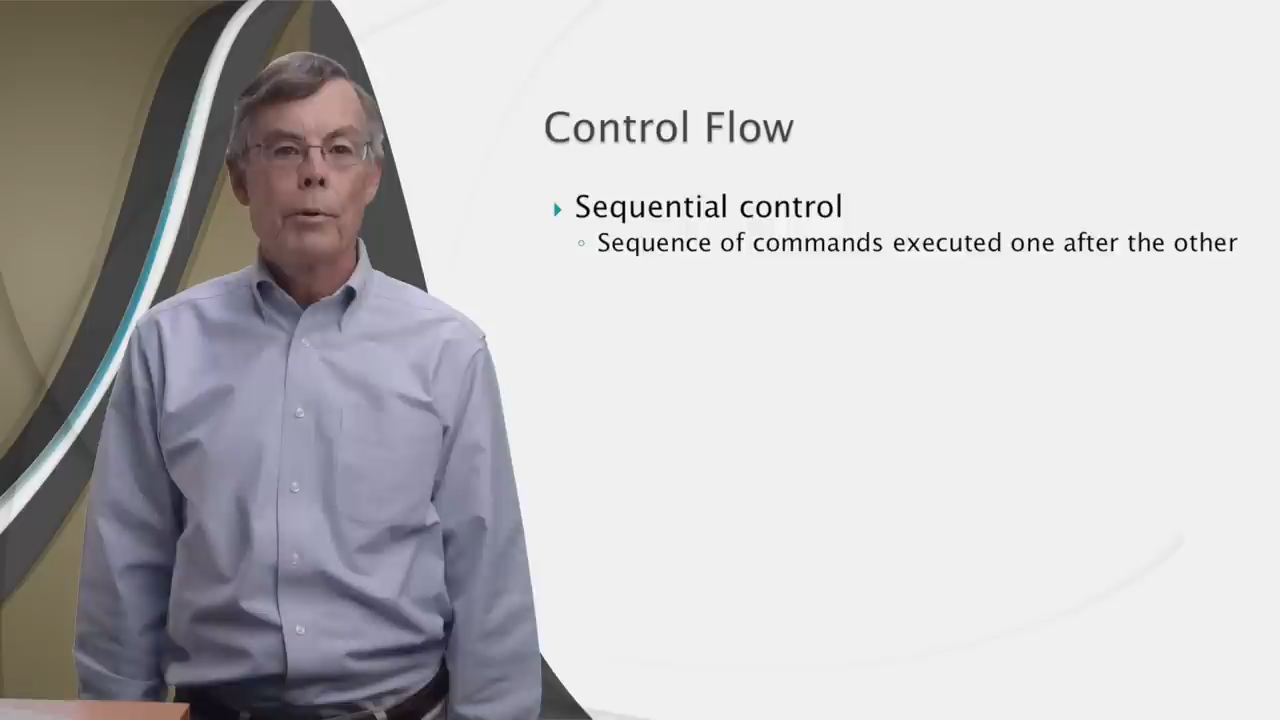 Control Flow
Sequential control
Sequence of commands executed one after the other